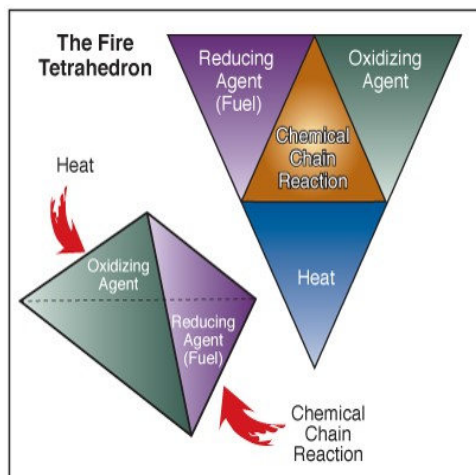 The Fire
Tetrahedron
Reducing
Agent
(Fuel)
Oxidizing
Agent
Chemical
Chain
Reaction
Heat
Heat
Oxidizing
Agent
Reducing
Agent
(Fuel)
Chemical
Chain
Reaction